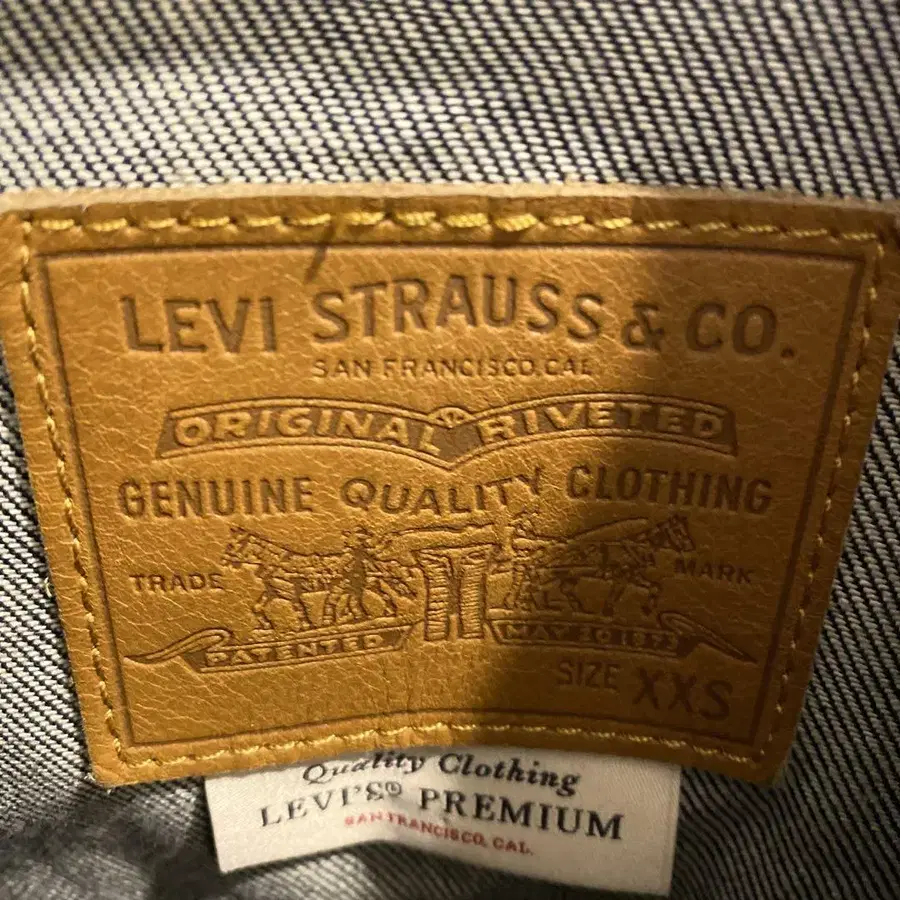 LEVI STRAUSS & CO.
SAN FRANCISCO, CAL
ORIGINAL RIVETED
GENUINE QUALITY CLOTHING
TRADE MARK
PATENTED MAY 20 1873
SIZE XXS
Quality Clothing
LEVI'S® PREMIUM
SAN FRANCISCO, CAL.